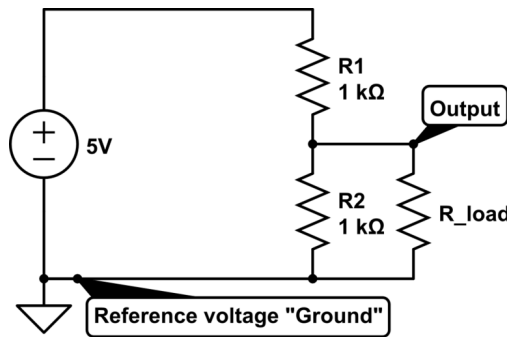 R1
1 kΩ
Output
5V
R2
1 kΩ
R_load
Reference voltage "Ground"